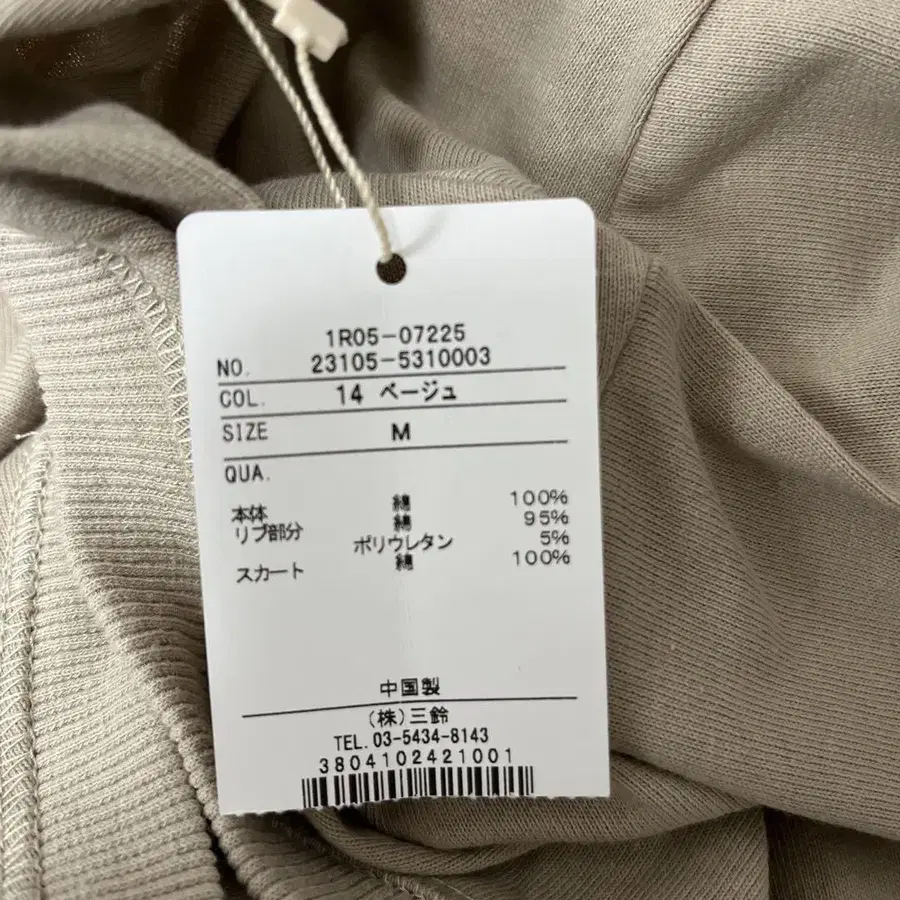 1R05-07225
NO. 23105-5310003
COL. 14 ベージュ
SIZE M
QUA.
本体 綿 100%
リブ部分 綿 95%
ポリウレタン 5%
スカート 綿 100%
中国製
(株)三鈴
TEL. 03-5434-8143
3804102421001